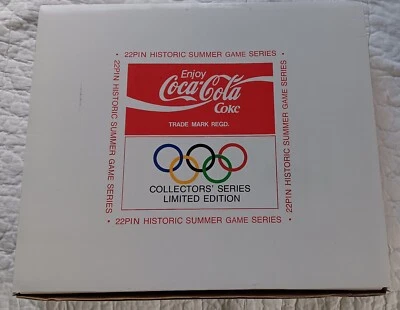 • 22PIN HISTORIC SUMMER GAME SERIES •
22PIN HISTORIC SUMMER GAME SERIES •
Enjoy
Coca-Cola
Coke
TRADE MARK REGD.
COLLECTORS' SERIES
LIMITED EDITION
22PIN HISTORIC SUMMER GAME SERIES •
• 22PIN HISTORIC SUMMER GAME SERIES •